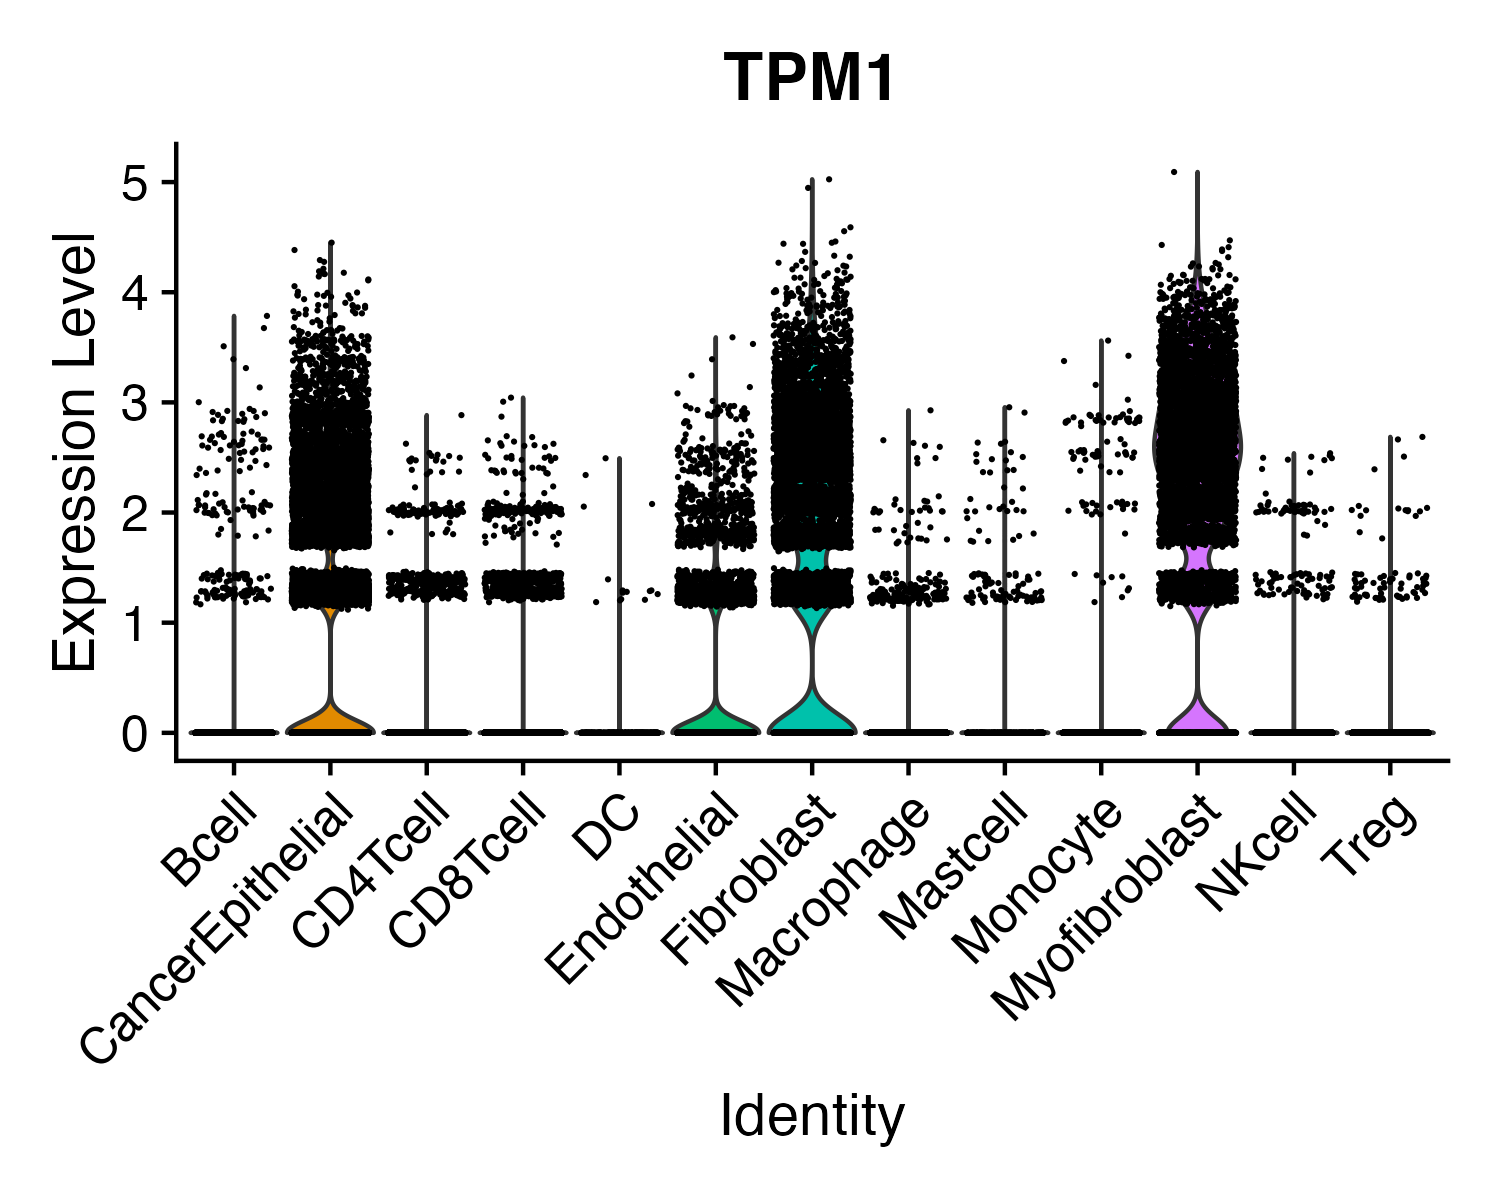 TPM1
Expression Level
5
4
3
2
1
0
Bcell
CancerEpithelial
CD4Tcell
CD8Tcell
DC
Endothelial
Fibroblast
Macrophage
Mastcell
Monocyte
Myofibroblast
NKcell
Treg
Identity